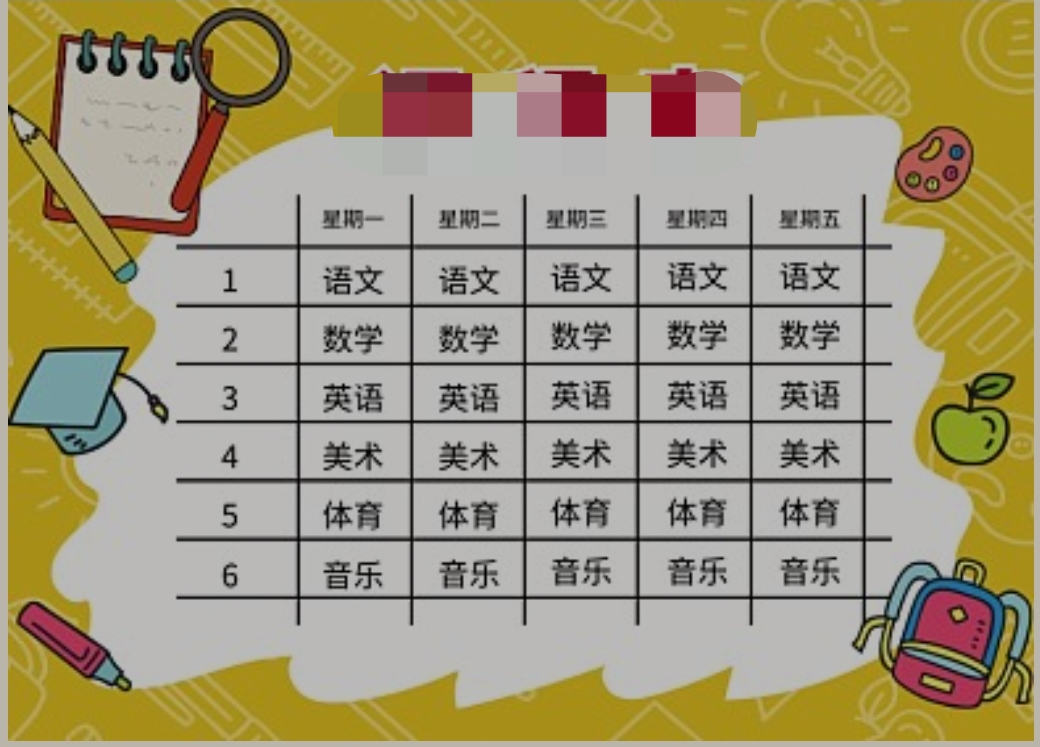 星期一 星期二 星期三 星期四 星期五
1 语文 语文 语文 语文 语文
2 数学 数学 数学 数学 数学
3 英语 英语 英语 英语 英语
4 美术 美术 美术 美术 美术
5 体育 体育 体育 体育 体育
6 音乐 音乐 音乐 音乐 音乐